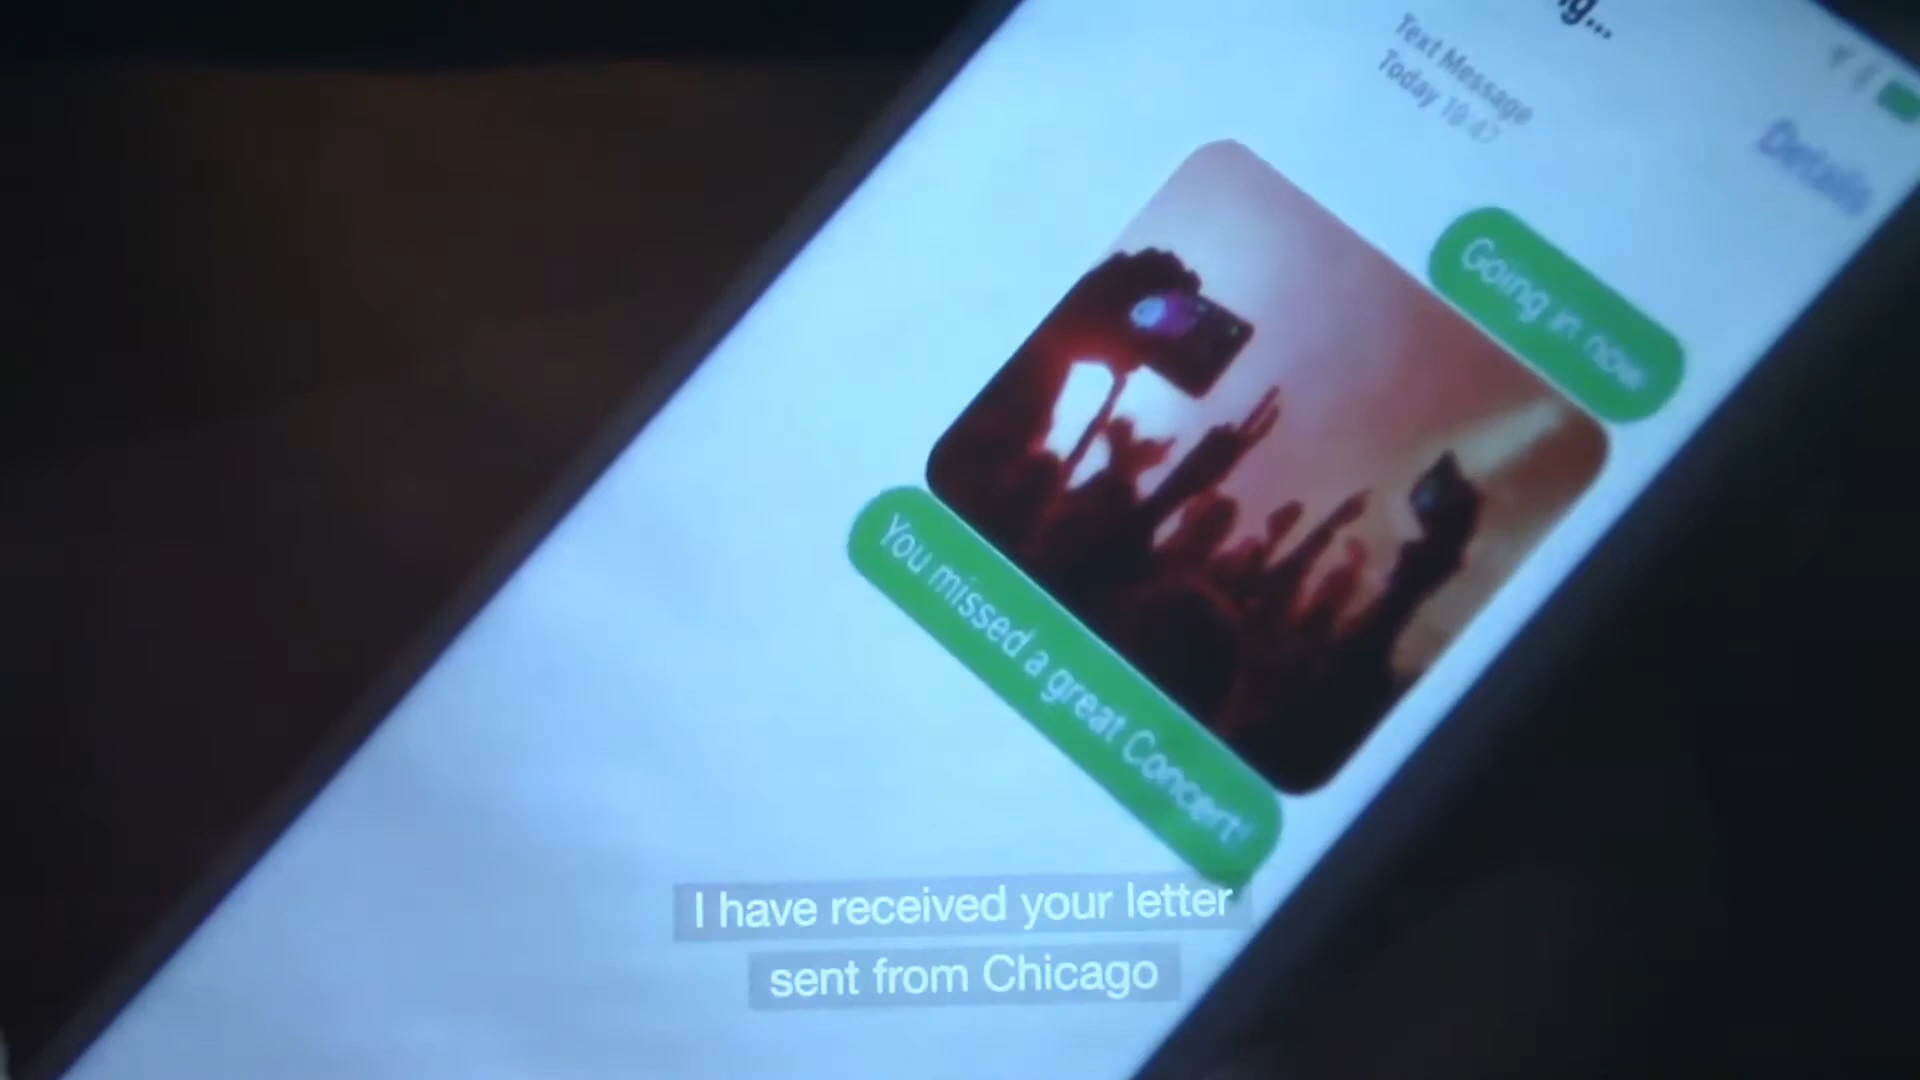 Text Message
Today 19:47
Details
Going in now
You missed a great Concert!
I have received your letter
sent from Chicago